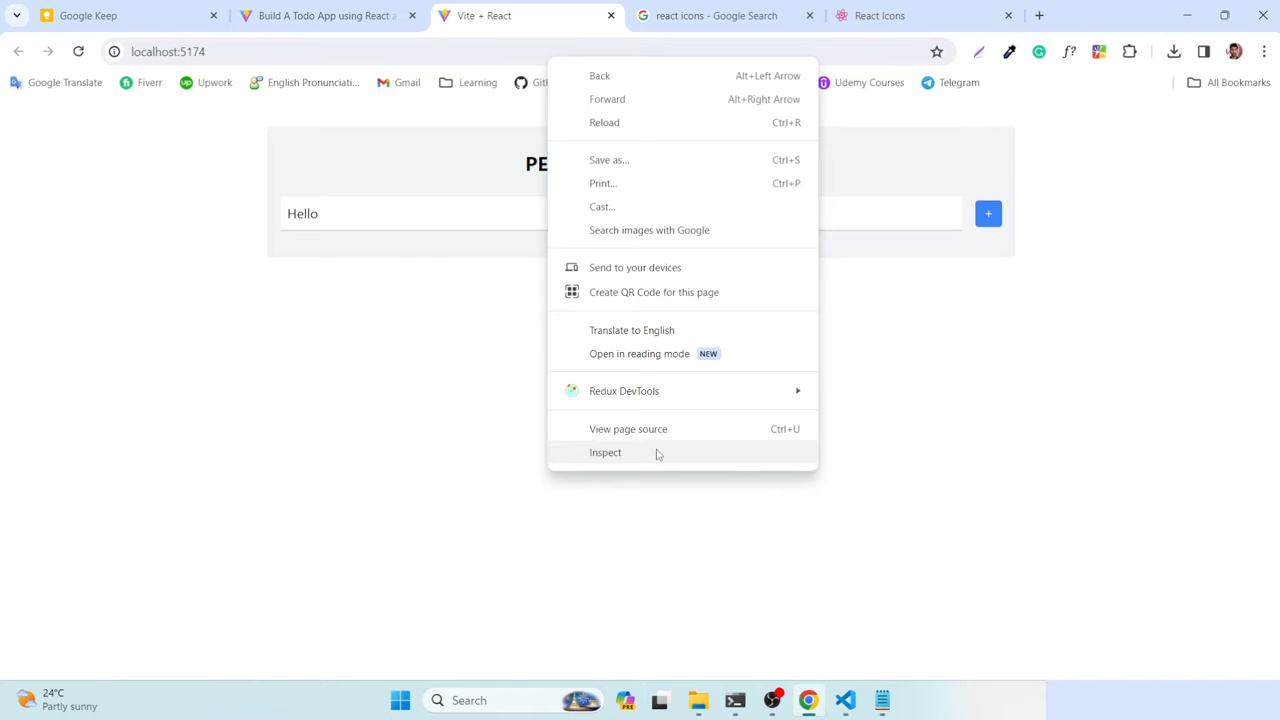 Google Keep
Build A Todo App using React a
Vite + React
react icons - Google Search
React Icons
localhost:5174
Google Translate
Fiverr
Upwork
English Pronunciati...
Gmail
Learning
Udemy Courses
Telegram
All Bookmarks
Back Alt+Left Arrow
Forward Alt+Right Arrow
Reload Ctrl+R
Save as... Ctrl+S
Print... Ctrl+P
Cast...
Search images with Google
Send to your devices
Create QR Code for this page
Translate to English
Open in reading mode NEW
Redux DevTools
View page source Ctrl+U
Inspect
Hello
+
24°C
Partly sunny
Search
PRE